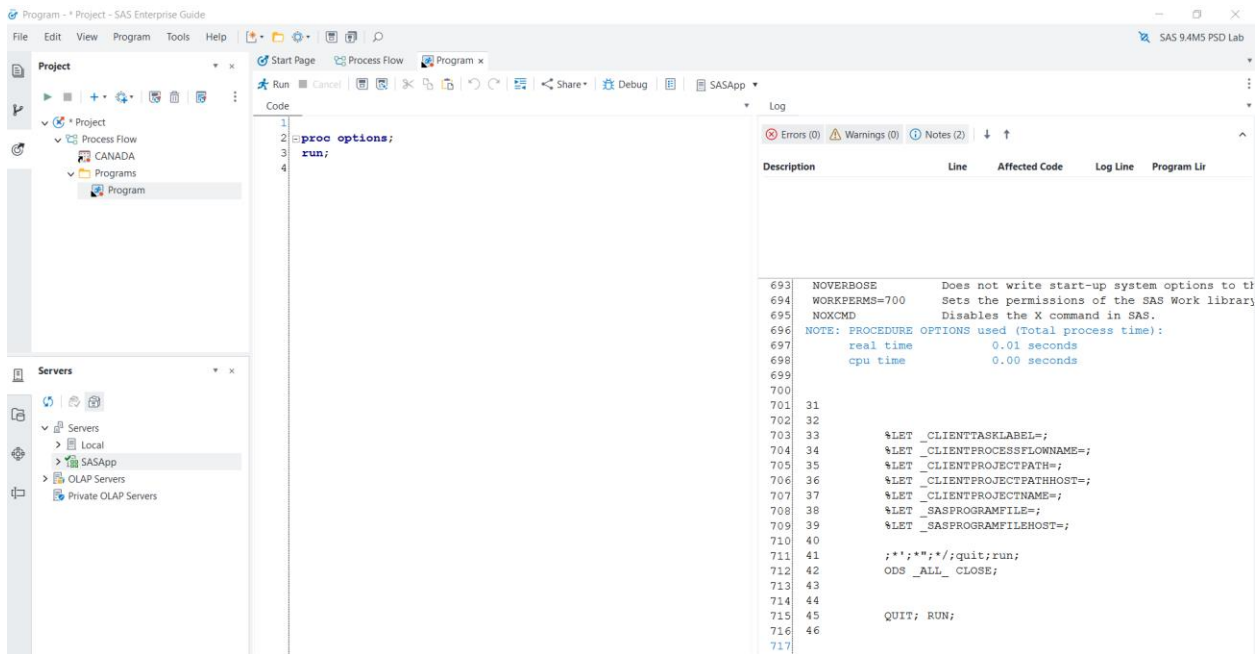 Program - * Project - SAS Enterprise Guide
File Edit View Program Tools Help
SAS 9.4M5 PSD Lab
Project
* Project
Process Flow
CANADA
Programs
Program
Servers
Servers
Local
SASApp
OLAP Servers
Private OLAP Servers
Start Page Process Flow Program
Run Cancel Share Debug SASApp
Code
1
2 proc options;
3 run;
4
Log
Errors (0) Warnings (0) Notes (2)
Description Line Affected Code Log Line Program Lir
693 NOVERBOSE Does not write start-up system options to th
694 WORKPERMS=700 Sets the permissions of the SAS Work library
695 NOXCMD Disables the X command in SAS.
696 NOTE: PROCEDURE OPTIONS used (Total process time):
697 real time 0.01 seconds
698 cpu time 0.00 seconds
699
700
701 31
702 32
703 33 %LET _CLIENTTASKLABEL=;
704 34 %LET _CLIENTPROCESSFLOWNAME=;
705 35 %LET _CLIENTPROJECTPATH=;
706 36 %LET _CLIENTPROJECTPATHHOST=;
707 37 %LET _CLIENTPROJECTNAME=;
708 38 %LET _SASPROGRAMFILE=;
709 39 %LET _SASPROGRAMFILEHOST=;
710 40
711 41 ;*';*";*/;quit;run;
712 42 ODS _ALL_ CLOSE;
713 43
714 44
715 45 QUIT; RUN;
716 46
717